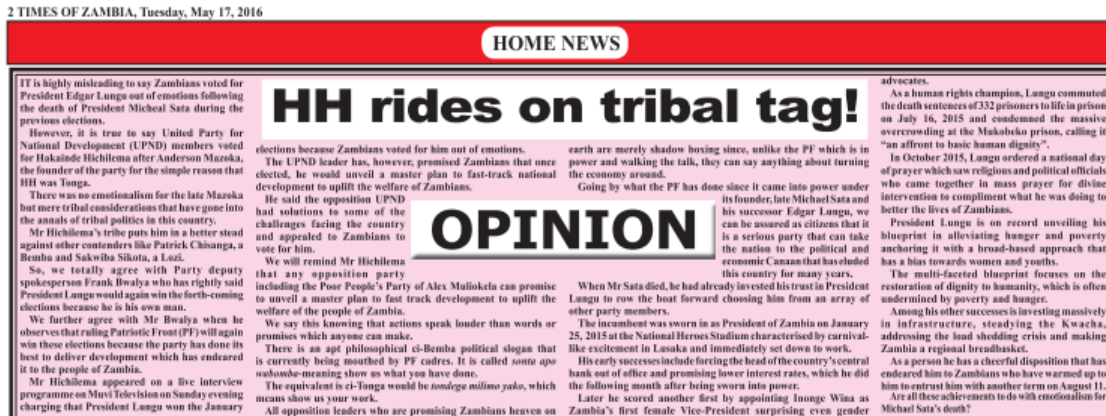 2 TIMES OF ZAMBIA, Tuesday, May 17, 2016
HOME NEWS
HH rides on tribal tag!
OPINION
IT is highly misleading to say Zambians voted for
President Edgar Lungu out of emotions following
the death of President Micheal Sata during the
previous elections.
However, it is true to say United Party for
National Development (UPND) members voted
for Hakainde Hichilema after Anderson Mazoka,
the founder of the party for the simple reason that
HH was Tonga.
There was no emotionalism for the late Mazoka
but mere tribal considerations that have gone into
the annals of tribal politics in this country.
Mr Hichilema's tribe puts him in a better stead
against other contenders like Patrick Chisanga, a
Bemba and Sakwiba Sikota, a Lozi.
So, we totally agree with Party deputy
spokesperson Frank Bwalya who has rightly said
President Lungu would again win the forth-coming
elections because he is his own man.
We further agree with Mr Bwalya when he
observes that ruling Patriotic Front (PF) will again
win these elections because the party has done its
best to deliver development which has endeared
it to the people of Zambia.
Mr Hichilema appeared on a live interview
programme on Muvi Television on Sunday evening
charging that President Lungu won the January
elections because Zambians voted for him out of emotions.
The UPND leader has, however, promised Zambians that once
elected, he would unveil a master plan to fast-track national
development to uplift the welfare of Zambians.
He said the opposition UPND
had solutions to some of the
challenges facing the country
and appealed to Zambians to
vote for him.
We will remind Mr Hichilema
that any opposition party
including the Poor People's Party of Alex Muliokela can promise
to unveil a master plan to fast track development to uplift the
welfare of the people of Zambia.
We say this knowing that actions speak louder than words or
promises which anyone can make.
There is an apt philosophical ci-Bemba political slogan that
is currently being mouthed by PF cadres. It is called sonta apo
wabomba-meaning show us what you have done.
The equivalent is ci-Tonga would be tondega milimo yako, which
means show us your work.
All opposition leaders who are promising Zambians heaven on
earth are merely shadow boxing since, unlike the PF which is in
power and walking the talk, they can say anything about turning
the economy around.
Going by what the PF has done since it came into power under
its founder, late Michael Sata and
his successor Edgar Lungu, we
can be assured as citizens that it
is a serious party that can take
the nation to the political and
economic Canaan that has eluded
this country for many years.
When Mr Sata died, he had already invested his trust in President
Lungu to row the boat forward choosing him from an array of
other party members.
The incumbent was sworn in as President of Zambia on January
25, 2015 at the National Heroes Stadium characterised by carnival-
like excitement in Lusaka and immediately set down to work.
His early successes include forcing the head of the country's central
bank out of office and promising lower interest rates, which he did
the following month after being sworn into power.
Later he scored another first by appointing Inonge Wina as
Zambia's first female Vice-President surprising even gender
advocates.
As a human rights champion, Lungu commuted
the death sentences of 332 prisoners to life in prison
on July 16, 2015 and condemned the massive
overcrowding at the Mukobeko prison, calling it
"an affront to basic human dignity".
In October 2015, Lungu ordered a national day
of prayer which saw religious and political officials
who came together in mass prayer for divine
intervention to compliment what he was doing to
better the lives of Zambians.
President Lungu is on record unveiling his
blueprint in alleviating hunger and poverty
anchoring it with a broad-based approach that
has a bias towards women and youths.
The multi-faceted blueprint focuses on the
restoration of dignity to humanity, which is often
undermined by poverty and hunger.
Among his other successes is investing massively
in infrastructure, steadying the Kwacha,
addressing the load shedding crisis and making
Zambia a regional breadbasket.
As a person he has a cheerful disposition that has
endeared him to Zambians who have warmed up to
him to entrust him with another term on August 11.
Are all these achievements to do with emotionalism for
Michael Sata's death?